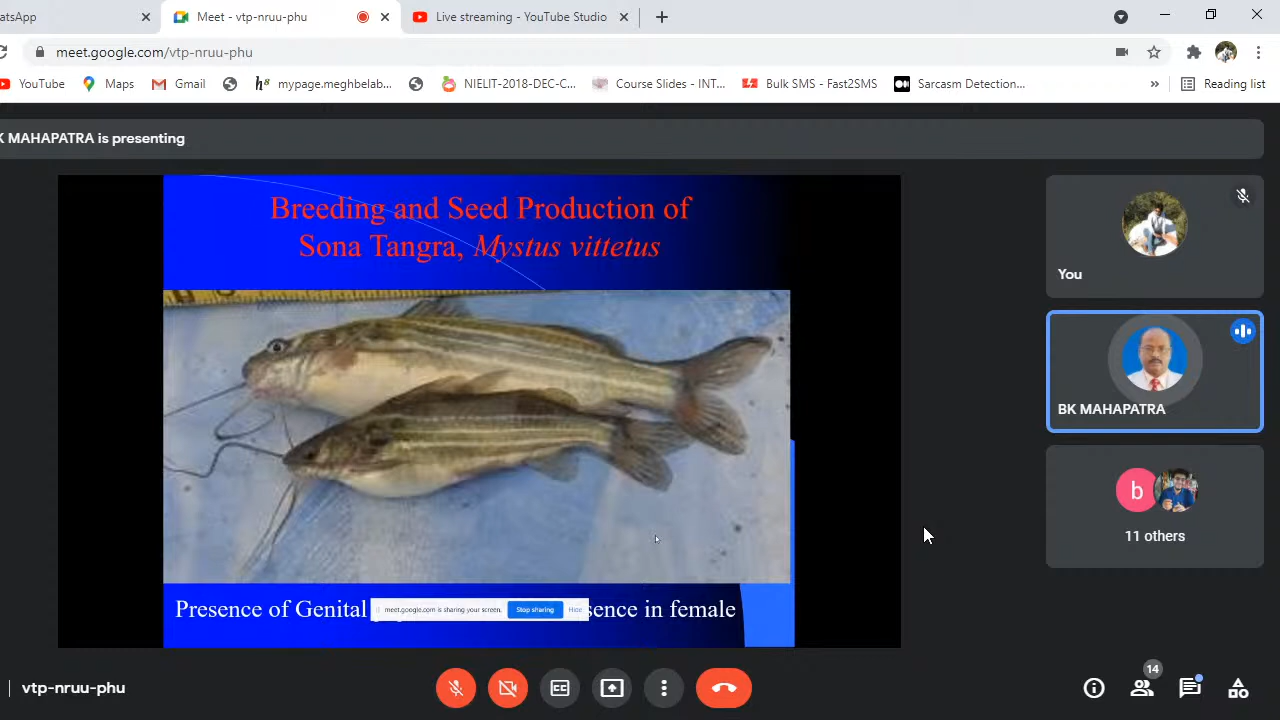 atsApp
Meet - vtp-nruu-phu
Live streaming - YouTube Studio
meet.google.com/vtp-nruu-phu
YouTube
Maps
Gmail
mypage.meghbelab...
NIELIT-2018-DEC-C...
Course Slides - INT...
Bulk SMS - Fast2SMS
Sarcasm Detection...
»
Reading list
K MAHAPATRA is presenting
Breeding and Seed Production of
Sona Tangra, Mystus vittetus
Presence of Genital
meet.google.com is sharing your screen.
Stop sharing
Hide
sence in female
You
BK MAHAPATRA
b
11 others
vtp-nruu-phu
14